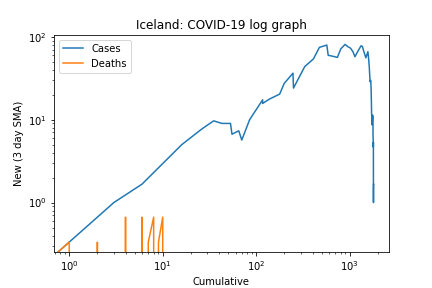 Iceland: COVID-19 log graph
Cases
Deaths
New (3 day SMA)
10²
10¹
10⁰
10⁰ 10¹ 10² 10³
Cumulative